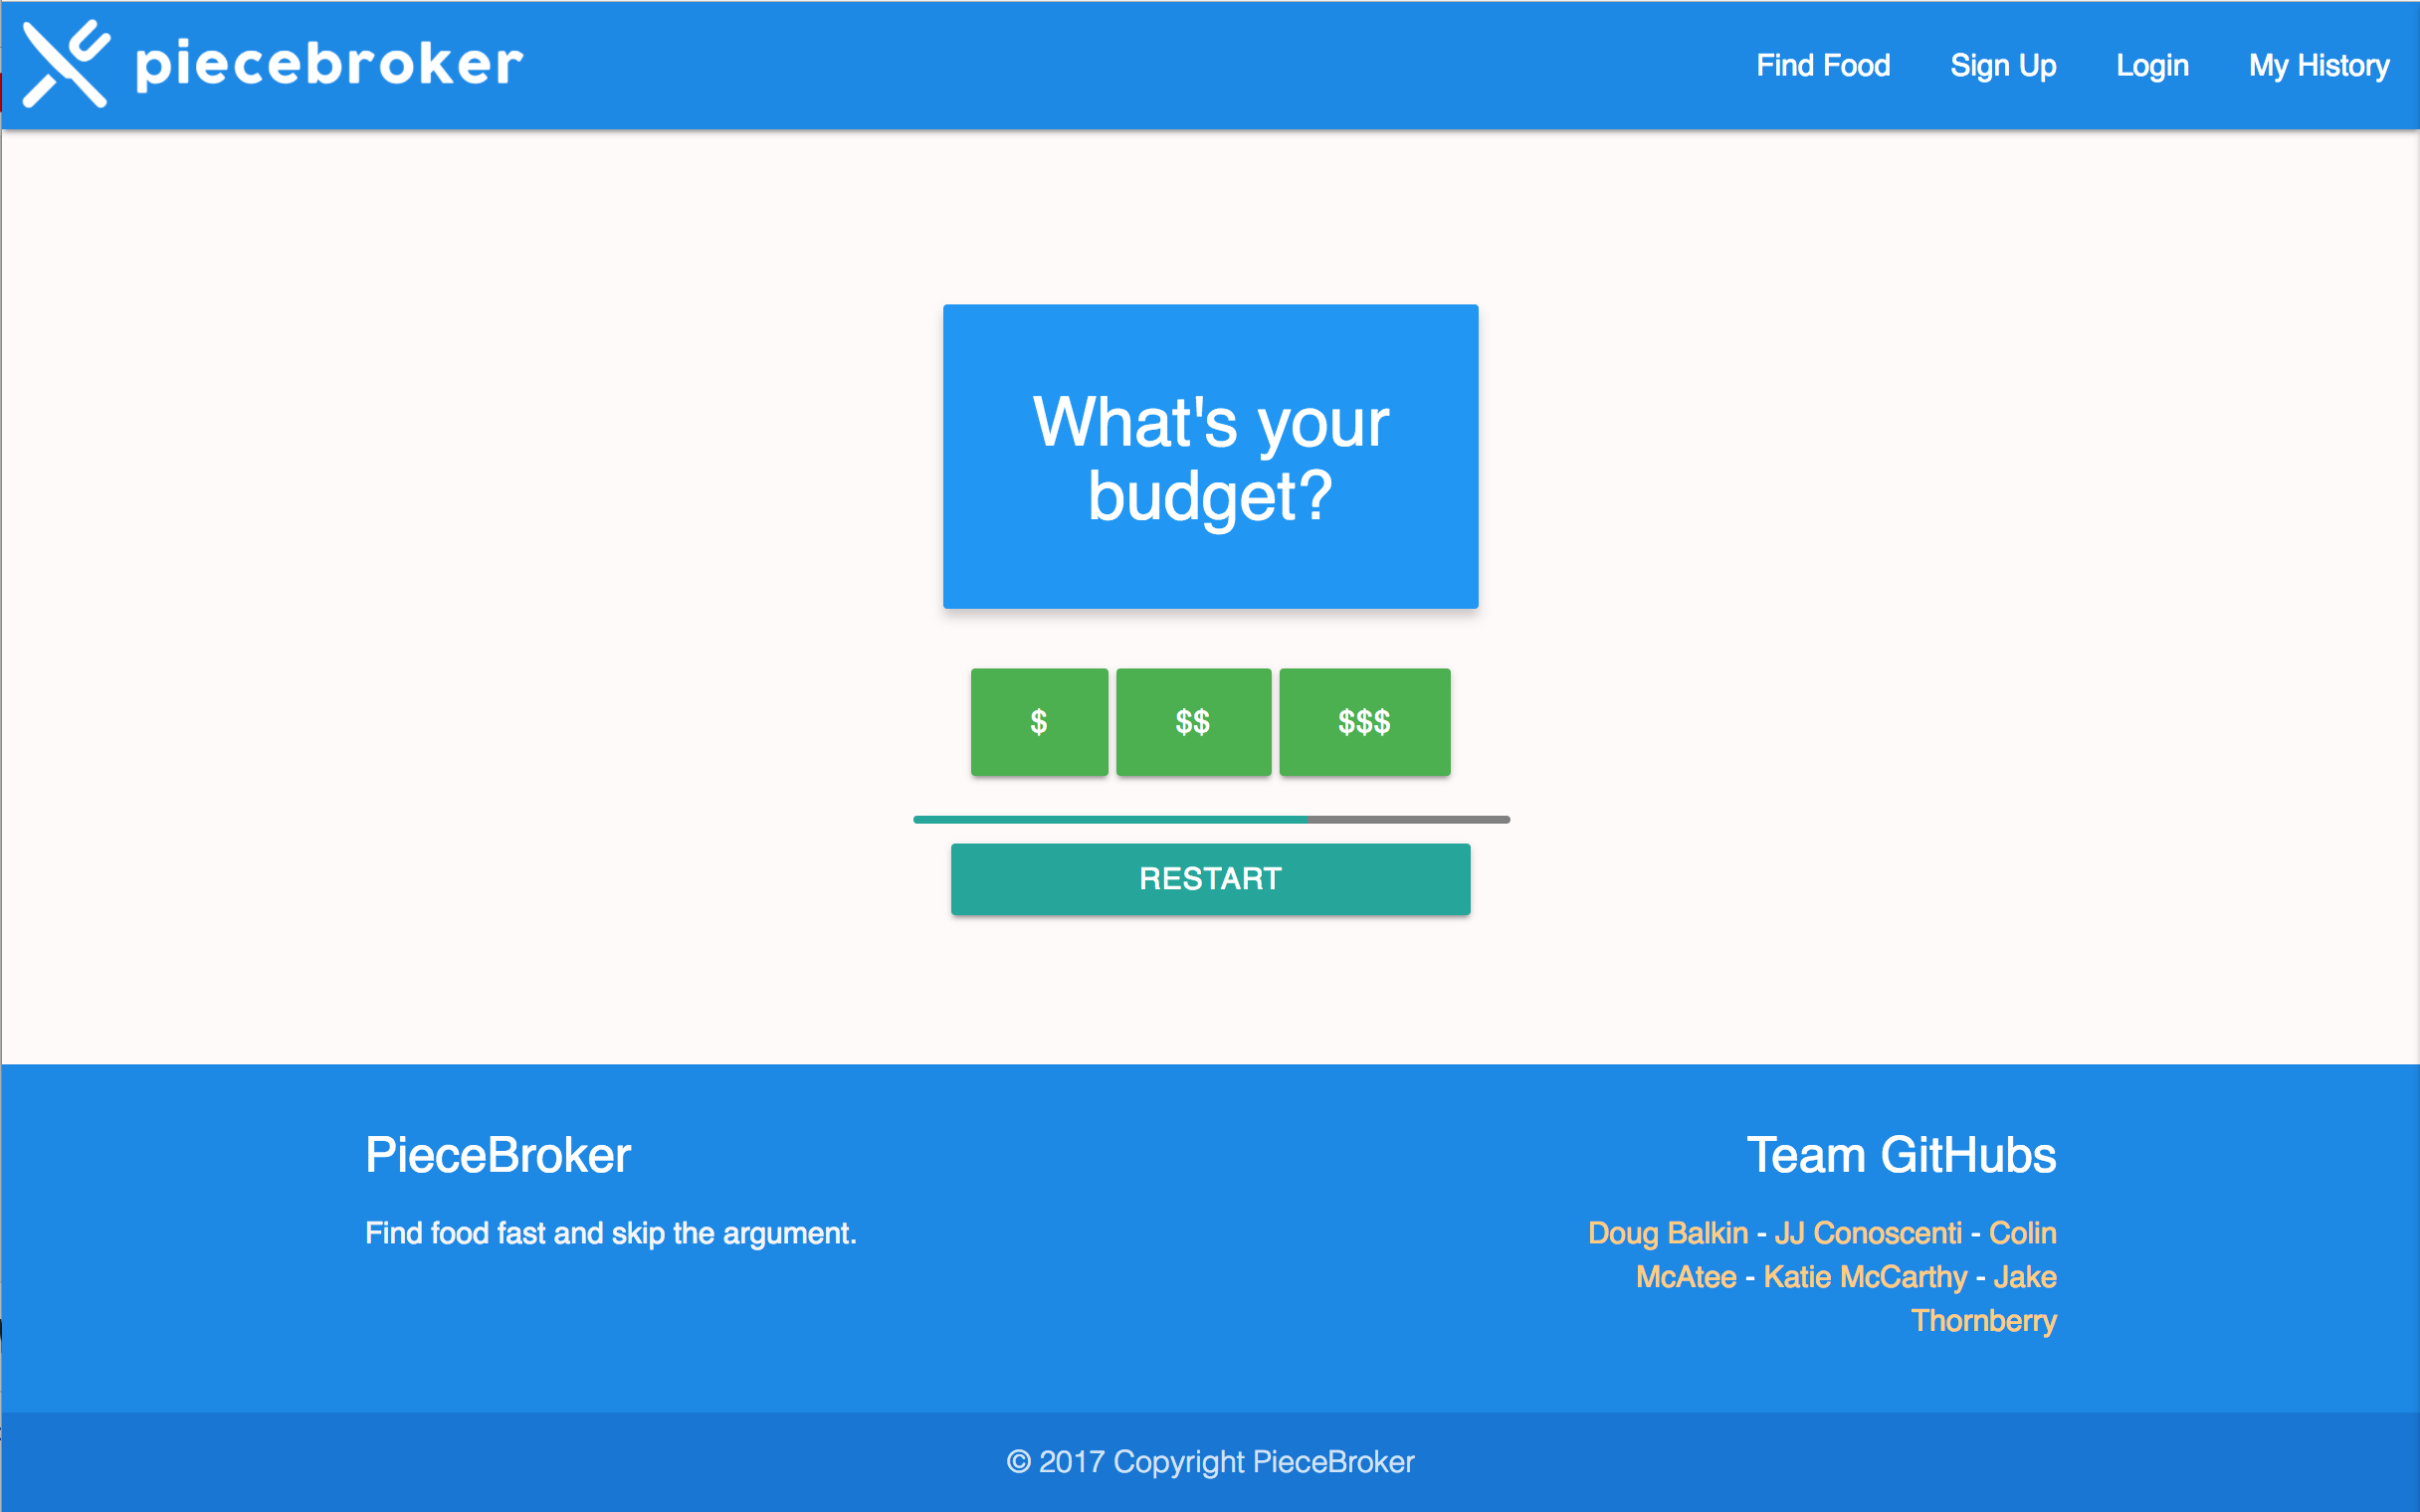 piecebroker
Find Food Sign Up Login My History
What's your
budget?
$ $$ $$$
RESTART
PieceBroker
Find food fast and skip the argument.
Team GitHubs
Doug Balkin - JJ Conoscenti - Colin
McAtee - Katie McCarthy - Jake
Thornberry
© 2017 Copyright PieceBroker